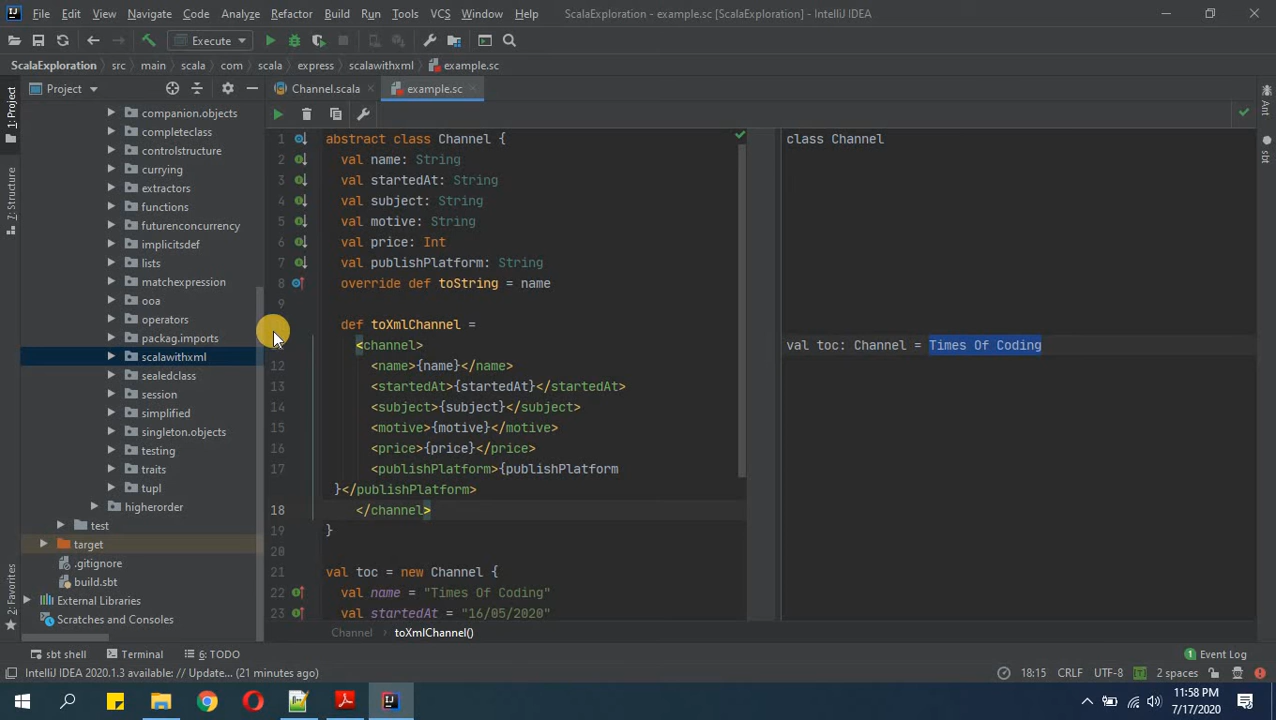 File Edit View Navigate Code Analyze Refactor Build Run Tools VCS Window Help ScalaExploration - example.sc [ScalaExploration] - IntelliJ IDEA
Execute
ScalaExploration src main scala com scala express scalawithxml example.sc
Project
Channel.scala
example.sc
1: Project
Z: Structure
2: Favorites
Ant
sbt
companion.objects
completeclass
controlstructure
currying
extractors
functions
futurenconcurrency
implicitsdef
lists
matchexpression
ooa
operators
packag.imports
scalawithxml
sealedclass
session
simplified
singleton.objects
testing
traits
tupl
higherorder
test
target
.gitignore
build.sbt
External Libraries
Scratches and Consoles
1 abstract class Channel {
2 val name: String
3 val startedAt: String
4 val subject: String
5 val motive: String
6 val price: Int
7 val publishPlatform: String
8 override def toString = name
9
def toXmlChannel =
<channel>
12 <name>{name}</name>
13 <startedAt>{startedAt}</startedAt>
14 <subject>{subject}</subject>
15 <motive>{motive}</motive>
16 <price>{price}</price>
17 <publishPlatform>{publishPlatform
}</publishPlatform>
18 </channel>
19 }
20
21 val toc = new Channel {
22 val name = "Times Of Coding"
23 val startedAt = "16/05/2020"
class Channel
val toc: Channel = Times Of Coding
Channel toXmlChannel()
sbt shell Terminal 6: TODO 1 Event Log
IntelliJ IDEA 2020.1.3 available: // Update... (21 minutes ago) 18:15 CRLF UTF-8 2 spaces
11:58 PM
7/17/2020